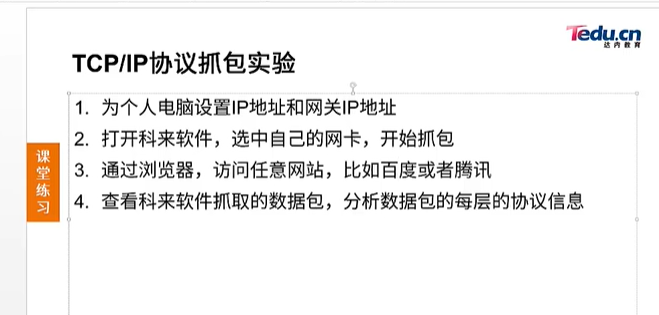 Tedu.cn
达内教育
TCP/IP协议抓包实验
1. 为个人电脑设置IP地址和网关IP地址
2. 打开科来软件，选中自己的网卡，开始抓包
3. 通过浏览器，访问任意网站，比如百度或者腾讯
4. 查看科来软件抓取的数据包，分析数据包的每层的协议信息
课堂练习